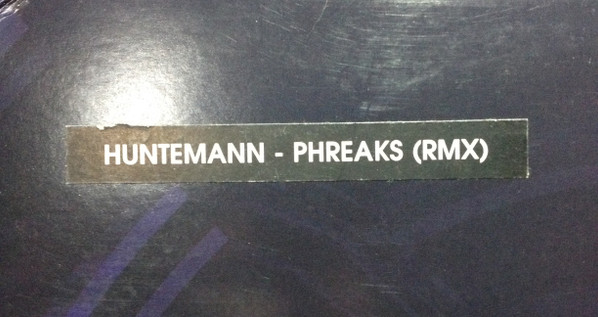 HUNTEMANN - PHREAKS (RMX)